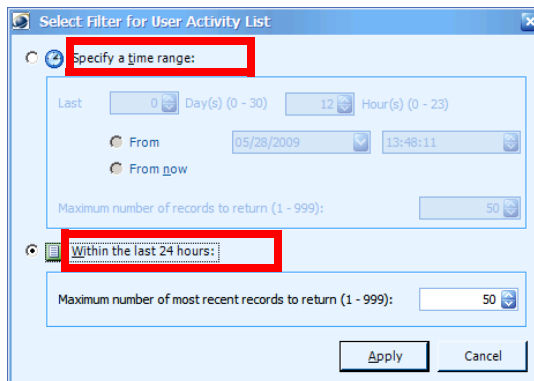 Select Filter for User Activity List
Specify a time range:
Last 0 Day(s) (0 - 30) 12 Hour(s) (0 - 23)
From 05/28/2009 13:48:11
From now
Maximum number of records to return (1 - 999): 50
Within the last 24 hours:
Maximum number of most recent records to return (1 - 999): 50
Apply Cancel